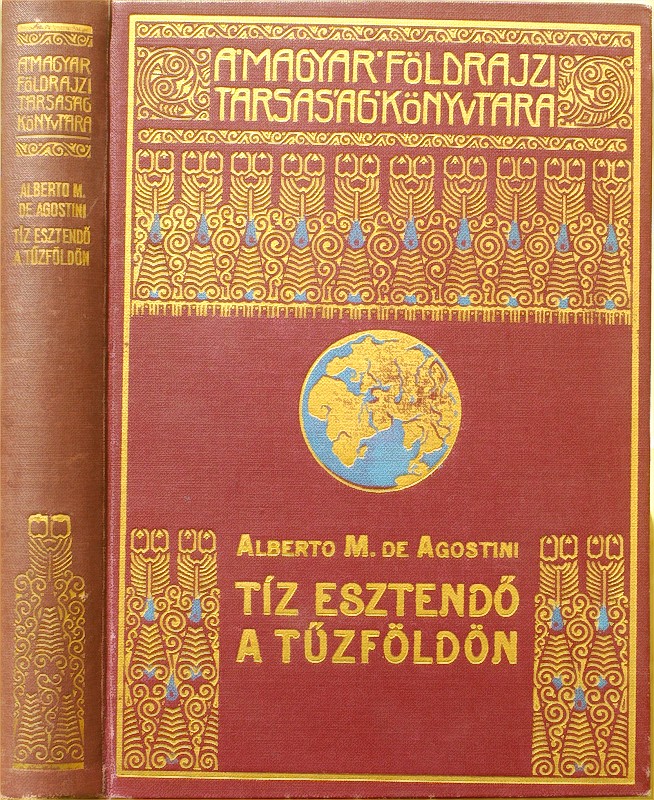 A MAGYAR
FÖLDRAJZI
TÁRSASÁG
KÖNYVTÁRA
ALBERTO M.
DE AGOSTINI
TÍZ ESZTENDŐ
A TŰZFÖLDÖN
A MAGYAR FÖLDRAJZI
TÁRSASÁG KÖNYVTÁRA
ALBERTO M. DE AGOSTINI
TÍZ ESZTENDŐ
A TŰZFÖLDÖN